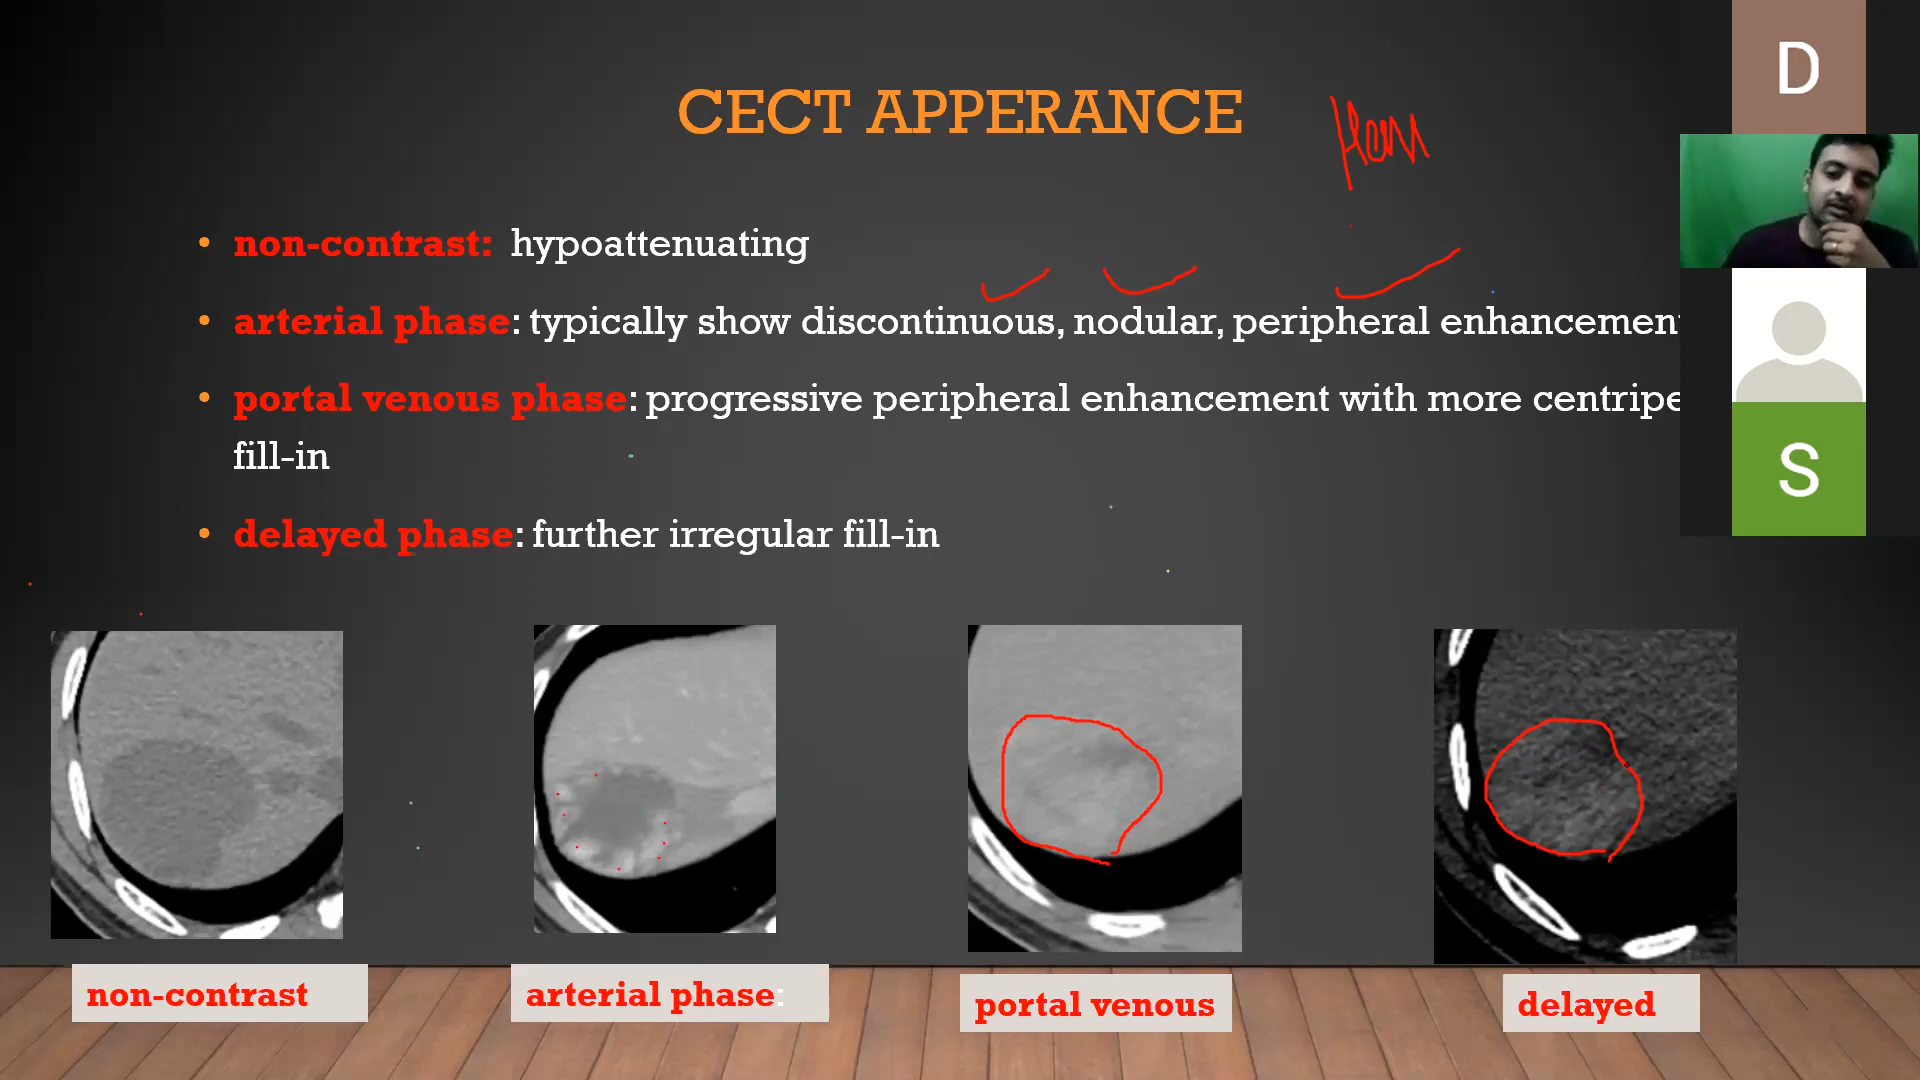 CECT APPERANCE
D
• non-contrast: hypoattenuating
• arterial phase: typically show discontinuous, nodular, peripheral enhancement
• portal venous phase: progressive peripheral enhancement with more centripe
fill-in
• delayed phase: further irregular fill-in
S
non-contrast
arterial phase:
portal venous
delayed